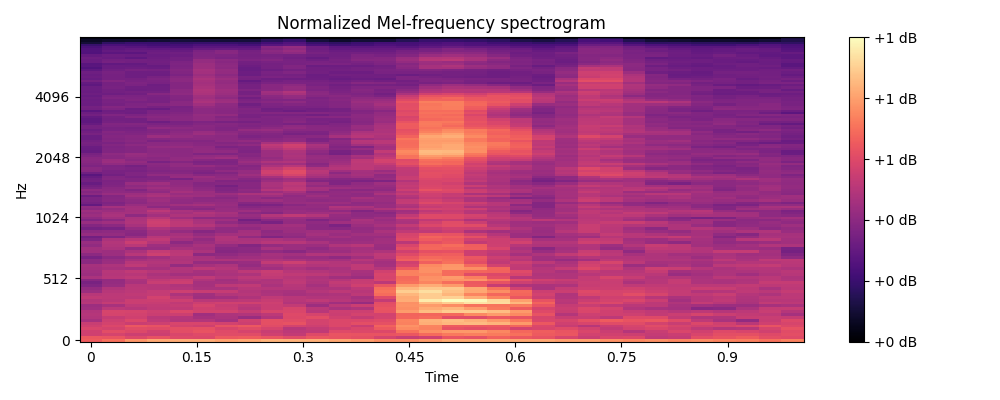 Normalized Mel-frequency spectrogram
Hz
4096
2048
1024
512
0
0 0.15 0.3 0.45 0.6 0.75 0.9
Time
+1 dB
+1 dB
+1 dB
+0 dB
+0 dB
+0 dB